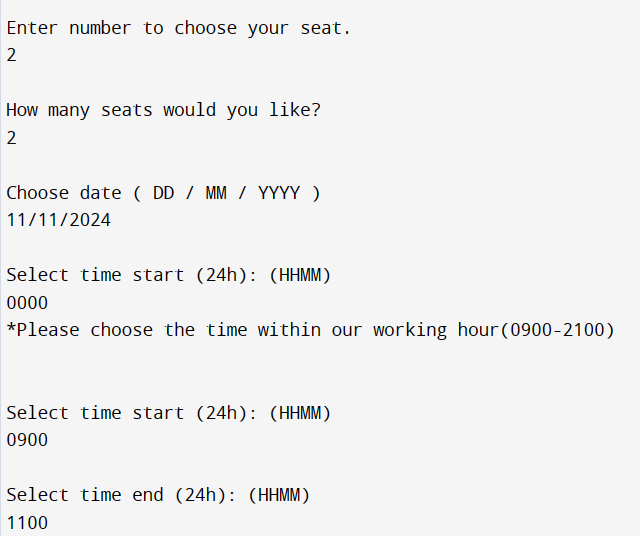 Enter number to choose your seat.
2
How many seats would you like?
2
Choose date ( DD / MM / YYYY )
11/11/2024
Select time start (24h): (HHMM)
0000
*Please choose the time within our working hour(0900-2100)
Select time start (24h): (HHMM)
0900
Select time end (24h): (HHMM)
1100